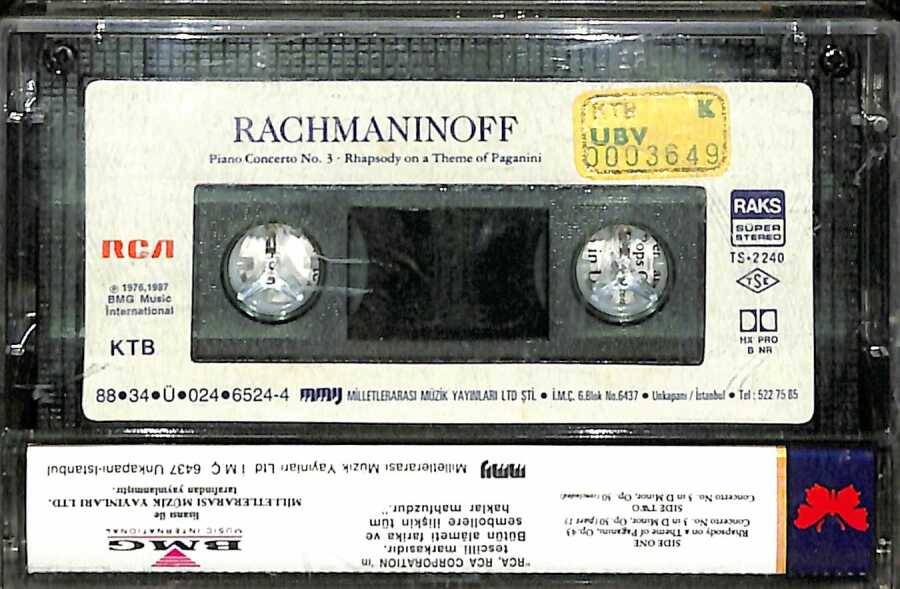 RACHMANINOFF
Piano Concerto No. 3 · Rhapsody on a Theme of Paganini
KTB K
UBV
0003649
RCA
℗ 1976,1987
BMG Music
International
KTB
RAKS
SÜPER
STEREO
TS•2240
TSE
HX PRO
B NR
88•34•Ü•024•6524-4 mmy MİLLETLERARASI MÜZİK YAYINLARI LTD ŞTİ. • İ.M.Ç. 6.Blok No.6437 • Unkapanı / İstanbul • Tel : 522 75 85
SIDE ONE
Rhapsody on a Theme of Paganini, Op. 43
Concerto No. 3 in D Minor, Op. 30 (part 1)
SIDE TWO
Concerto No. 3 in D Minor, Op. 30 (concluded)
"RCA, RCA CORPORATION 'ın
tescilli markasıdır.
Bütün alameti farika ve
sembollere ilişkin tüm
haklar mahfuzdur."
BMG
MUSIC INTERNATIONAL
lisansı ile
MİLLETLERARASI MÜZİK YAYINLARI LTD.
tarafından yayınlanmıştır.
mmy Milletlerarası Müzik Yayınları Ltd İ M Ç 6437 Unkapanı-İstanbul